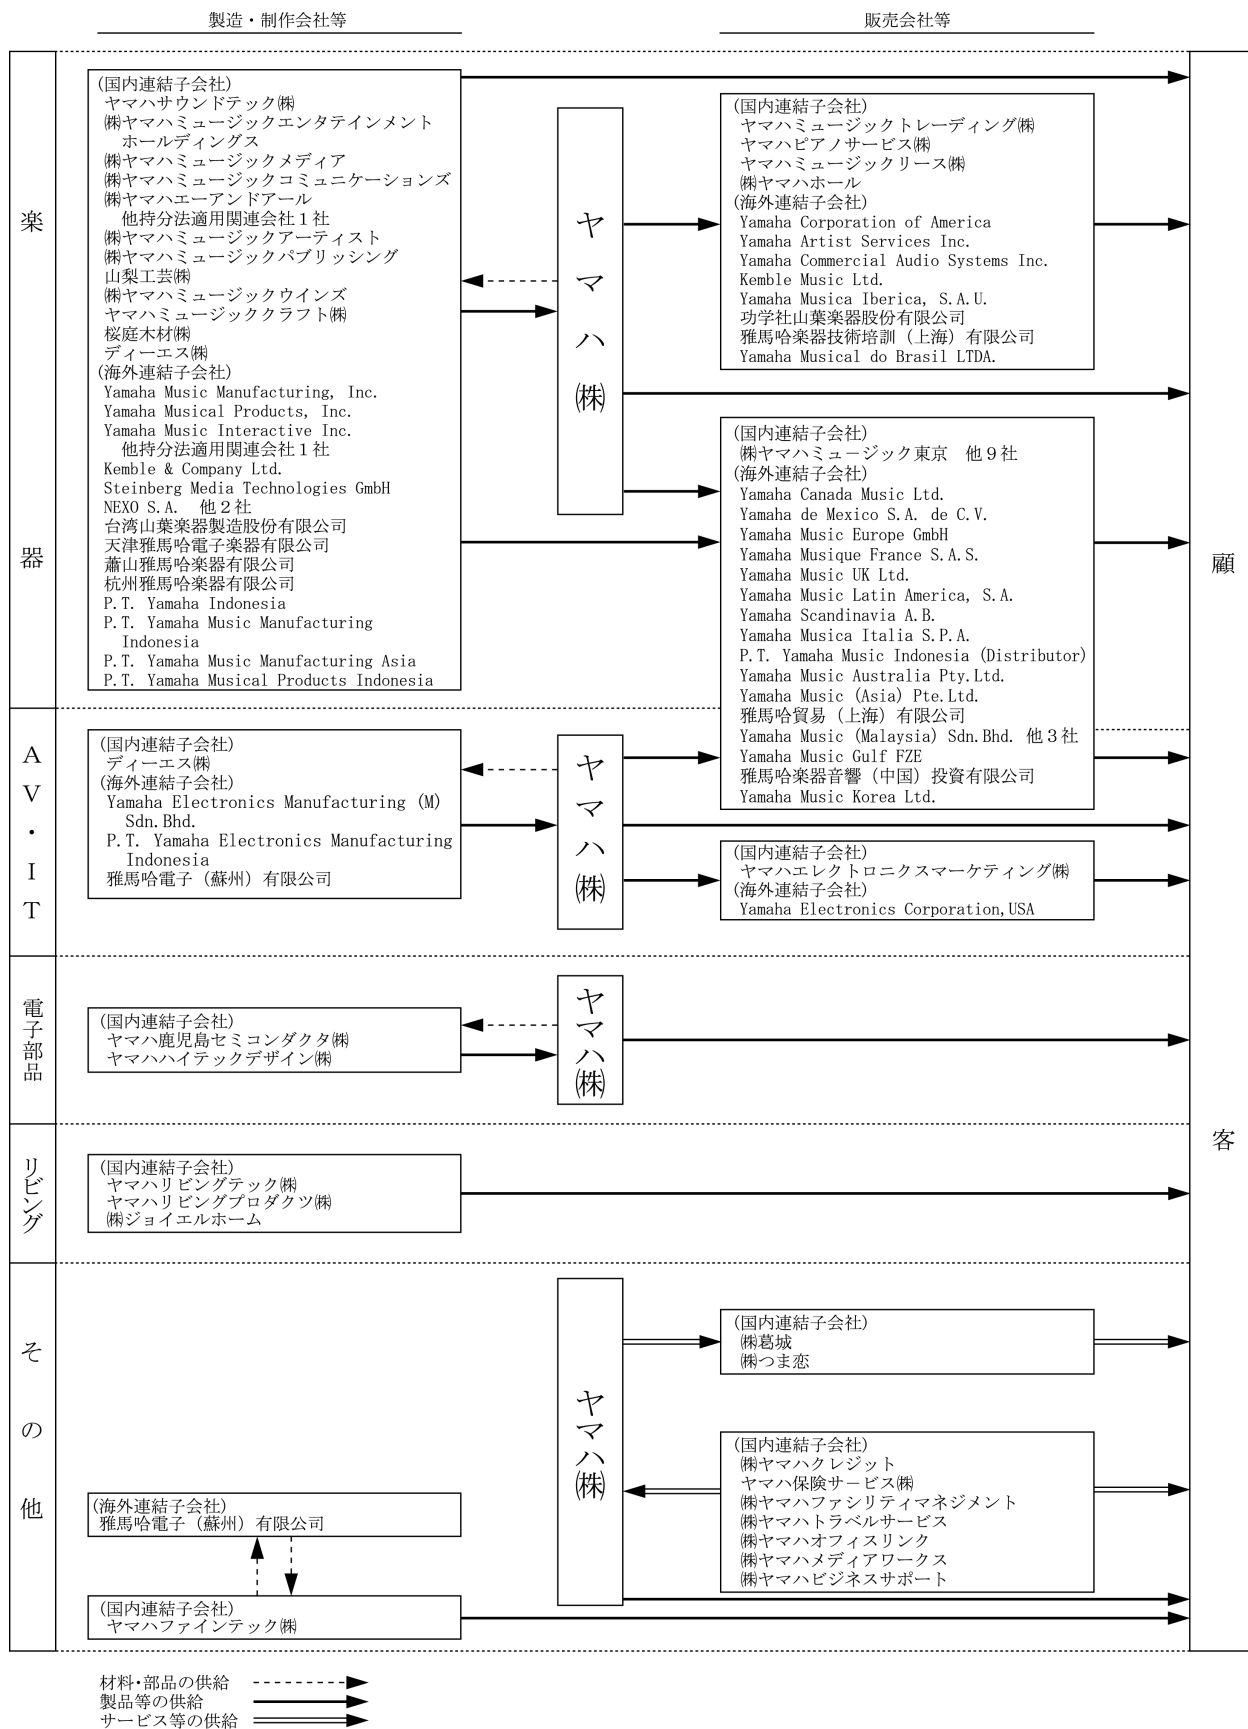 製造・制作会社等
販売会社等
楽器
(国内連結子会社)
ヤマハサウンドテック㈱
㈱ヤマハミュージックエンタテインメント
ホールディングス
㈱ヤマハミュージックメディア
㈱ヤマハミュージックコミュニケーションズ
㈱ヤマハエーアンドアール
他持分法適用関連会社１社
㈱ヤマハミュージックアーティスト
㈱ヤマハミュージックパブリッシング
山梨工芸㈱
㈱ヤマハミュージックウインズ
ヤマハミュージッククラフト㈱
桜庭木材㈱
ディーエス㈱
(海外連結子会社)
Yamaha Music Manufacturing, Inc.
Yamaha Musical Products, Inc.
Yamaha Music Interactive Inc.
他持分法適用関連会社１社
Kemble & Company Ltd.
Steinberg Media Technologies GmbH
NEXO S.A. 他２社
台湾山葉楽器製造股份有限公司
天津雅馬哈電子楽器有限公司
蕭山雅馬哈楽器有限公司
杭州雅馬哈楽器有限公司
P.T. Yamaha Indonesia
P.T. Yamaha Music Manufacturing
Indonesia
P.T. Yamaha Music Manufacturing Asia
P.T. Yamaha Musical Products Indonesia
ヤマハ㈱
(国内連結子会社)
ヤマハミュージックトレーディング㈱
ヤマハピアノサービス㈱
ヤマハミュージックリース㈱
㈱ヤマハホール
(海外連結子会社)
Yamaha Corporation of America
Yamaha Artist Services Inc.
Yamaha Commercial Audio Systems Inc.
Kemble Music Ltd.
Yamaha Musica Iberica, S.A.U.
功学社山葉楽器股份有限公司
雅馬哈楽器技術培訓（上海）有限公司
Yamaha Musical do Brasil LTDA.
(国内連結子会社)
㈱ヤマハミュージック東京　他９社
(海外連結子会社)
Yamaha Canada Music Ltd.
Yamaha de Mexico S.A. de C.V.
Yamaha Music Europe GmbH
Yamaha Musique France S.A.S.
Yamaha Music UK Ltd.
Yamaha Music Latin America, S.A.
Yamaha Scandinavia A.B.
Yamaha Musica Italia S.P.A.
P.T. Yamaha Music Indonesia (Distributor)
Yamaha Music Australia Pty.Ltd.
Yamaha Music (Asia) Pte.Ltd.
雅馬哈貿易（上海）有限公司
Yamaha Music (Malaysia) Sdn.Bhd. 他３社
Yamaha Music Gulf FZE
雅馬哈楽器音響（中国）投資有限公司
Yamaha Music Korea Ltd.
顧客
ＡＶ・ＩＴ
(国内連結子会社)
ディーエス㈱
(海外連結子会社)
Yamaha Electronics Manufacturing (M)
Sdn.Bhd.
P.T. Yamaha Electronics Manufacturing
Indonesia
雅馬哈電子（蘇州）有限公司
ヤマハ㈱
(国内連結子会社)
ヤマハエレクトロニクスマーケティング㈱
(海外連結子会社)
Yamaha Electronics Corporation,USA
電子部品
(国内連結子会社)
ヤマハ鹿児島セミコンダクタ㈱
ヤマハハイテックデザイン㈱
ヤマハ㈱
リビング
(国内連結子会社)
ヤマハリビングテック㈱
ヤマハリビングプロダクツ㈱
㈱ジョイエルホーム
その他
ヤマハ㈱
(国内連結子会社)
㈱葛城
㈱つま恋
(国内連結子会社)
㈱ヤマハクレジット
ヤマハ保険サービス㈱
㈱ヤマハファシリティマネジメント
㈱ヤマハトラベルサービス
㈱ヤマハオフィスリンク
㈱ヤマハメディアワークス
㈱ヤマハビジネスサポート
(海外連結子会社)
雅馬哈電子（蘇州）有限公司
(国内連結子会社)
ヤマハファインテック㈱
材料・部品の供給
製品等の供給
サービス等の供給